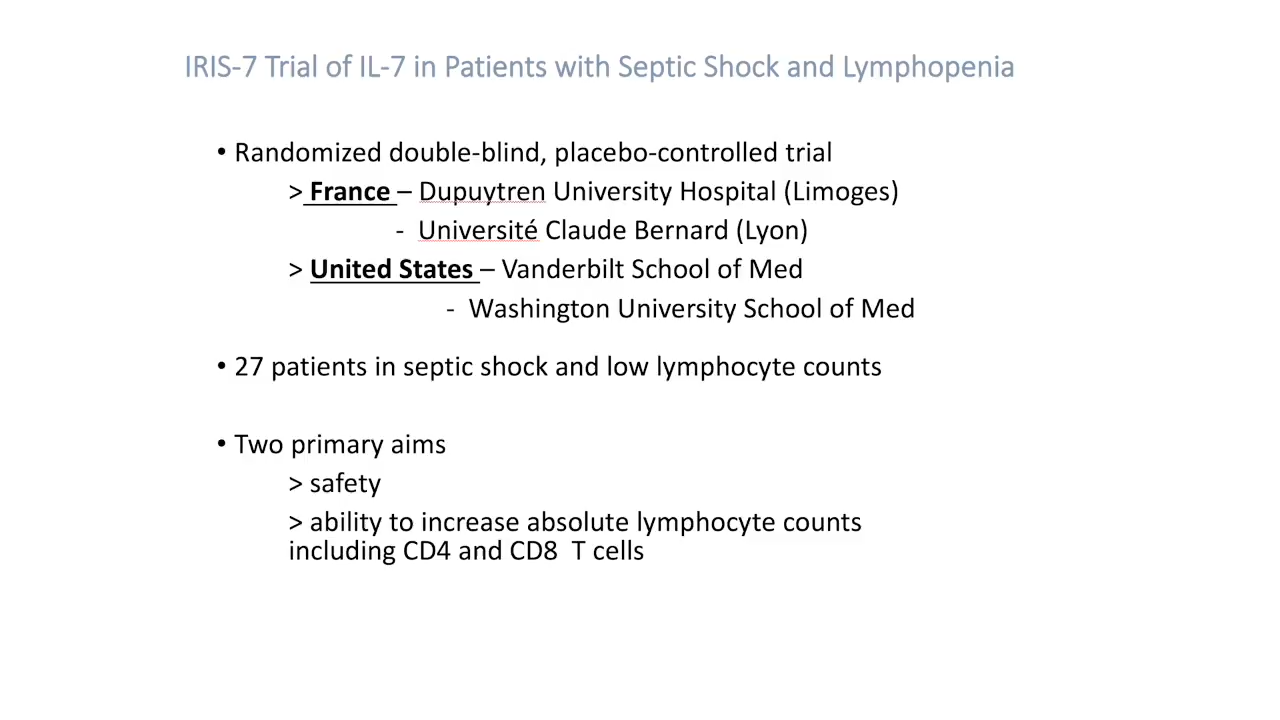 IRIS-7 Trial of IL-7 in Patients with Septic Shock and Lymphopenia
• Randomized double-blind, placebo-controlled trial
> France – Dupuytren University Hospital (Limoges)
- Université Claude Bernard (Lyon)
> United States – Vanderbilt School of Med
- Washington University School of Med
• 27 patients in septic shock and low lymphocyte counts
• Two primary aims
> safety
> ability to increase absolute lymphocyte counts
including CD4 and CD8 T cells